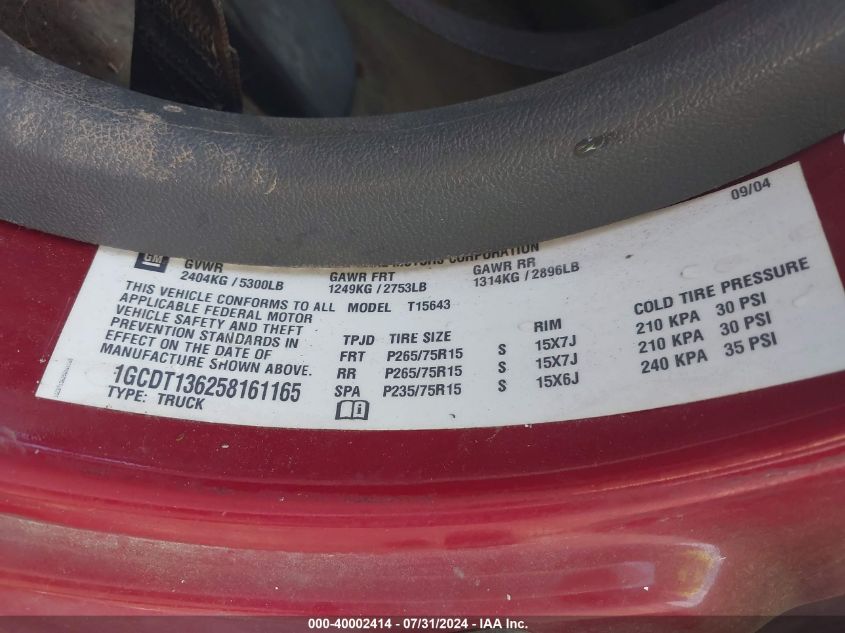 09/04
GM
MOTORS CORPORATION
GVWR GAWR FRT GAWR RR
2404KG / 5300LB 1249KG / 2753LB 1314KG / 2896LB
THIS VEHICLE CONFORMS TO ALL
APPLICABLE FEDERAL MOTOR
VEHICLE SAFETY AND THEFT
PREVENTION STANDARDS IN
EFFECT ON THE DATE OF
MANUFACTURE SHOWN ABOVE.
1GCDT136258161165
TYPE: TRUCK
MODEL T15643
TPJD TIRE SIZE RIM COLD TIRE PRESSURE
FRT P265/75R15 S 15X7J 210 KPA 30 PSI
RR P265/75R15 S 15X7J 210 KPA 30 PSI
SPA P235/75R15 S 15X6J 240 KPA 35 PSI
000-40002414 - 07/31/2024 - IAA Inc.